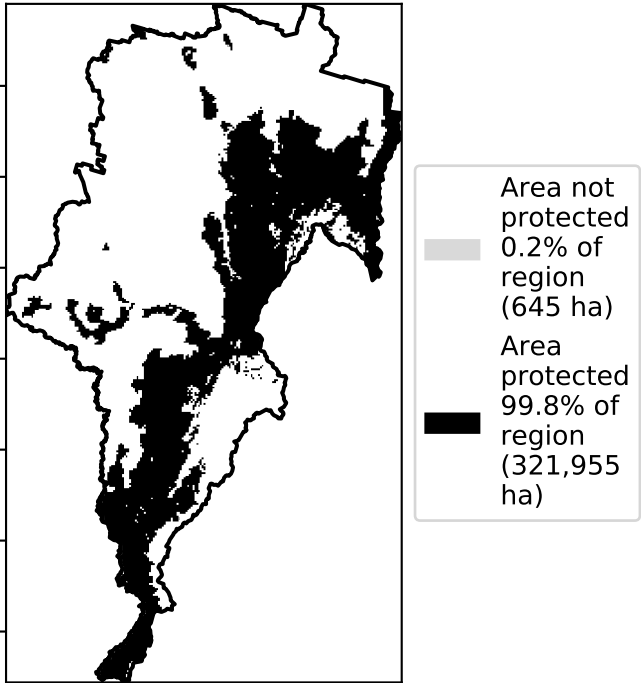 Area not
protected
0.2% of
region
(645 ha)
Area
protected
99.8% of
region
(321,955
ha)